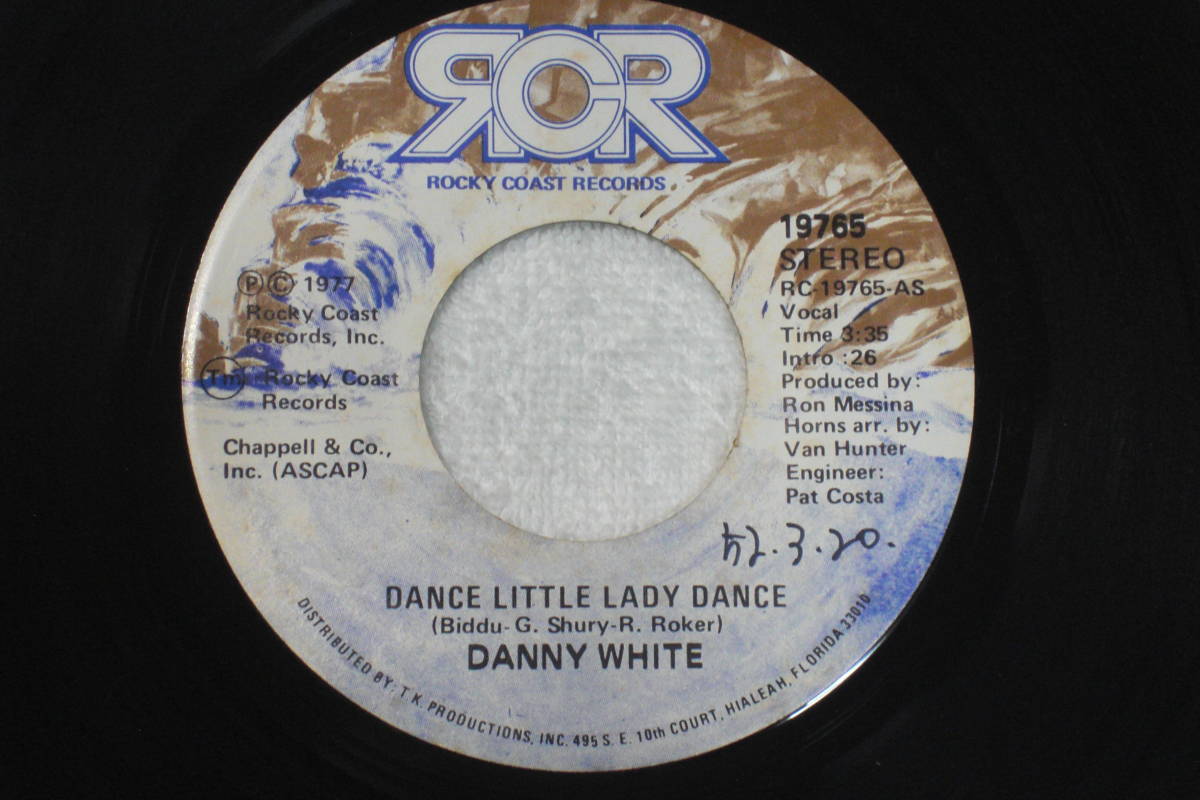 RCR
ROCKY COAST RECORDS
Ⓟ Ⓒ 1977
Rocky Coast
Records, Inc.
Tm Rocky Coast
Records
Chappell & Co.,
Inc. (ASCAP)
19765
STEREO
RC-19765-AS
Vocal
Time 3:35
Intro :26
Produced by:
Ron Messina
Horns arr. by:
Van Hunter
Engineer:
Pat Costa
52.3.20.
DANCE LITTLE LADY DANCE
(Biddu-G. Shury-R. Roker)
DANNY WHITE
DISTRIBUTED BY: T.K. PRODUCTIONS, INC. 495 S. E. 10th COURT, HIALEAH, FLORIDA 33010